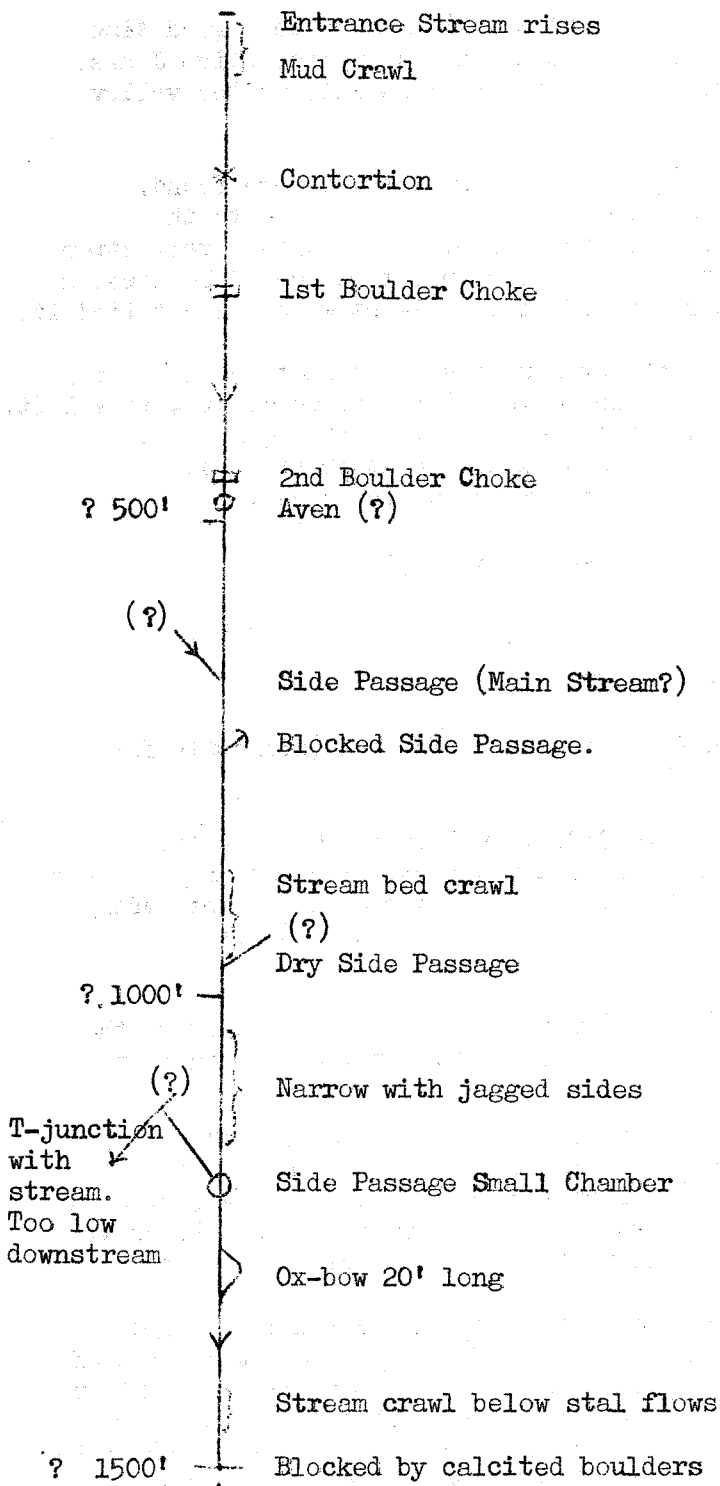 Entrance Stream rises
Mud Crawl
Contortion
1st Boulder Choke
2nd Boulder Choke
? 500' Aven (?)
(?)
Side Passage (Main Stream?)
Blocked Side Passage.
Stream bed crawl
(?)
Dry Side Passage
?. 1000'
Narrow with jagged sides
(?)
T-junction
with
stream.
Too low
downstream
Side Passage Small Chamber
Ox-bow 20' long
Stream crawl below stal flows
? 1500' Blocked by calcited boulders